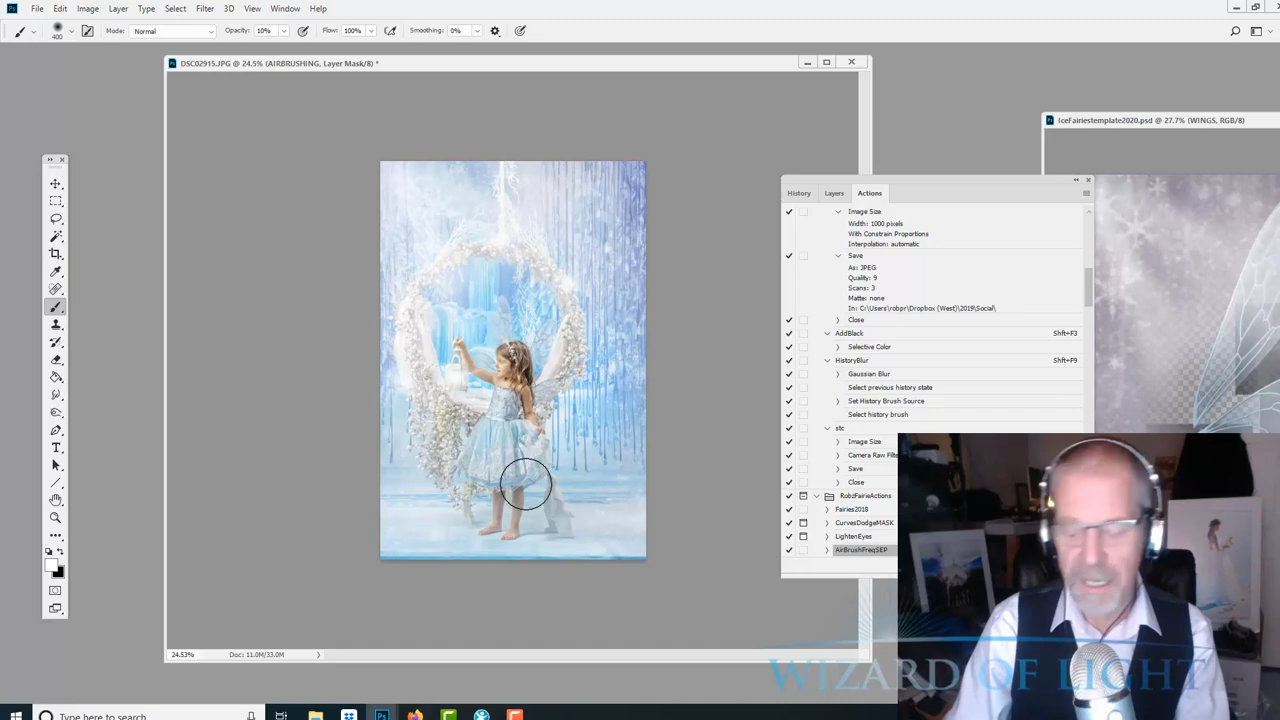 File Edit Image Layer Type Select Filter 3D View Window Help
400 Mode: Normal Opacity: 10% Flow: 100% Smoothing: 0%
DSC02915.JPG @ 24.5% (AIRBRUSHING, Layer Mask/8) *
IceFairiestemplate2020.psd @ 27.7% (WINGS, RGB/8)
History Layers Actions
Image Size
Width: 1000 pixels
With Constrain Proportions
Interpolation: automatic
Save
As: JPEG
Quality: 9
Scans: 3
Matte: none
In: C:\Users\robpr\Dropbox (West)\2019\Social\
Close
AddBlack Shft+F3
Selective Color
HistoryBlur Shft+F9
Gaussian Blur
Select previous history state
Set History Brush Source
Select history brush
stc
Image Size
Camera Raw Filt
Save
Close
RobzFairieActions
Fairies2018
CurvesDodgeMASK
LightenEyes
AirBrushFreqSEP
24.53% Doc: 11.0M/33.0M
WIZARD OF LIGHT
Type here to search